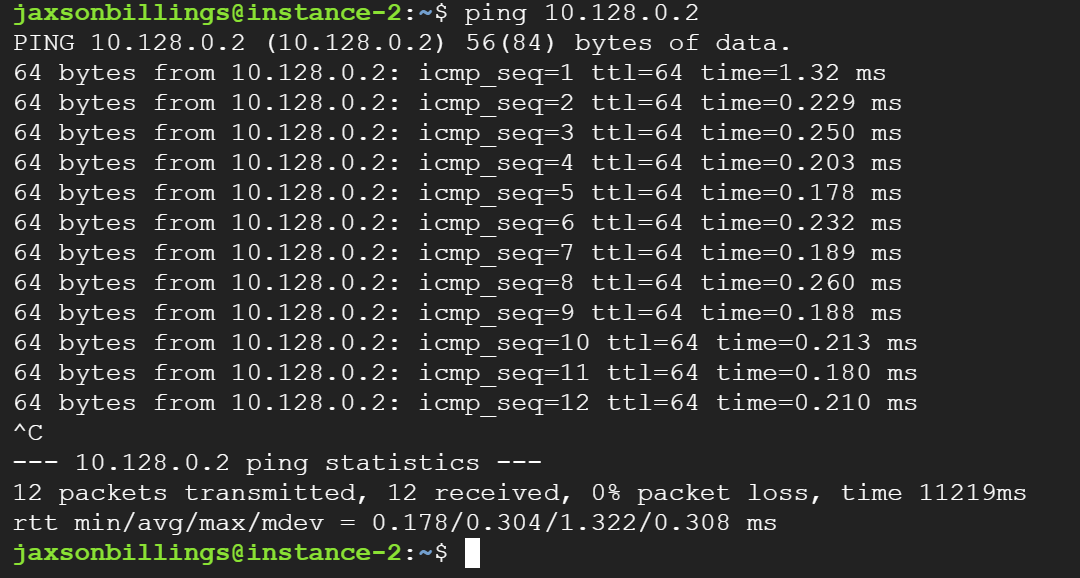 jaxsonbillings@instance-2:~$ ping 10.128.0.2
PING 10.128.0.2 (10.128.0.2) 56(84) bytes of data.
64 bytes from 10.128.0.2: icmp_seq=1 ttl=64 time=1.32 ms
64 bytes from 10.128.0.2: icmp_seq=2 ttl=64 time=0.229 ms
64 bytes from 10.128.0.2: icmp_seq=3 ttl=64 time=0.250 ms
64 bytes from 10.128.0.2: icmp_seq=4 ttl=64 time=0.203 ms
64 bytes from 10.128.0.2: icmp_seq=5 ttl=64 time=0.178 ms
64 bytes from 10.128.0.2: icmp_seq=6 ttl=64 time=0.232 ms
64 bytes from 10.128.0.2: icmp_seq=7 ttl=64 time=0.189 ms
64 bytes from 10.128.0.2: icmp_seq=8 ttl=64 time=0.260 ms
64 bytes from 10.128.0.2: icmp_seq=9 ttl=64 time=0.188 ms
64 bytes from 10.128.0.2: icmp_seq=10 ttl=64 time=0.213 ms
64 bytes from 10.128.0.2: icmp_seq=11 ttl=64 time=0.180 ms
64 bytes from 10.128.0.2: icmp_seq=12 ttl=64 time=0.210 ms
^C
--- 10.128.0.2 ping statistics ---
12 packets transmitted, 12 received, 0% packet loss, time 11219ms
rtt min/avg/max/mdev = 0.178/0.304/1.322/0.308 ms
jaxsonbillings@instance-2:~$